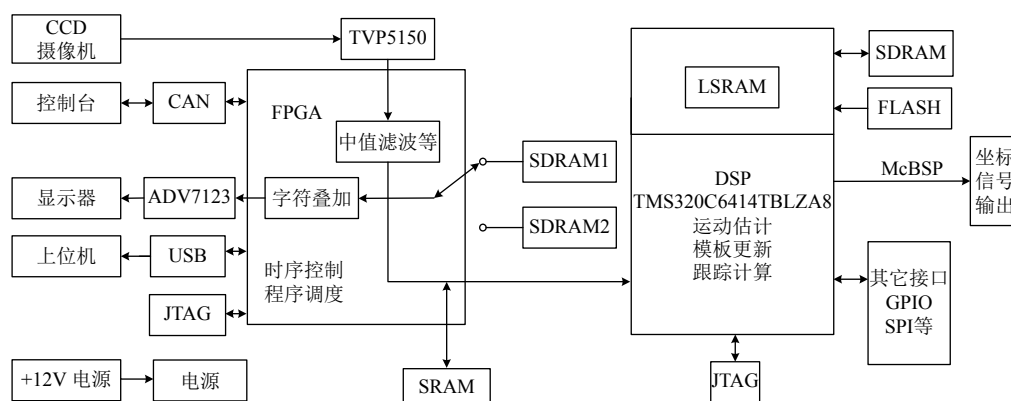 CCD
摄像机
TVP5150
控制台
CAN
FPGA
中值滤波等
显示器
ADV7123
字符叠加
上位机
USB
时序控制
程序调度
JTAG
+12V 电源
电源
SDRAM1
SDRAM2
SRAM
LSRAM
DSP
TMS320C6414TBLZA8
运动估计
模板更新
跟踪计算
JTAG
SDRAM
FLASH
McBSP
坐标
信号
输出
其它接口
GPIO
SPI等